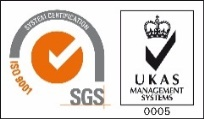 SYSTEM CERTIFICATION
ISO 9001
SGS
UKAS
MANAGEMENT
SYSTEMS
0005